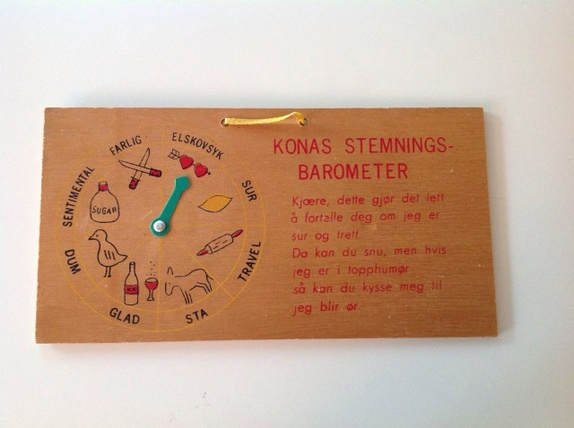 KONAS STEMNINGS-
BAROMETER
Kjære, dette gjør det lett
å fortelle deg om jeg er
sur og trett.
Da kan du snu, men hvis
jeg er i topphumør
så kan du kysse meg til
jeg blir ør.
FARLIG
ELSKOVSYK
SUR
TRAVEL
STA
GLAD
DUM
SENTIMENTAL
SUGAR